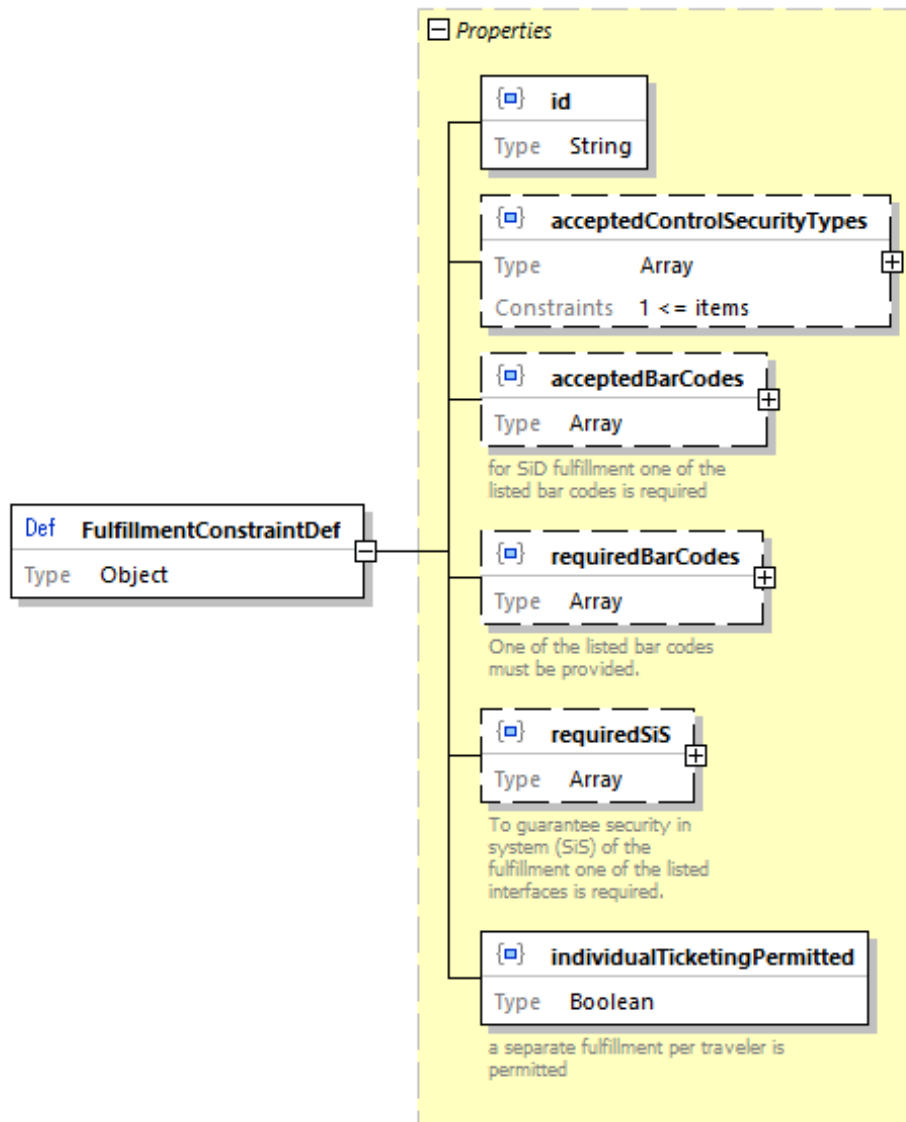 Properties
id
Type String
acceptedControlSecurityTypes
Type Array
Constraints 1 <= items
acceptedBarCodes
Type Array
for SiD fulfillment one of the
listed bar codes is required
Def FulfillmentConstraintDef
Type Object
requiredBarCodes
Type Array
One of the listed bar codes
must be provided.
requiredSiS
Type Array
To guarantee security in
system (SiS) of the
fulfillment one of the listed
interfaces is required.
individualTicketingPermitted
Type Boolean
a separate fulfillment per traveler is
permitted